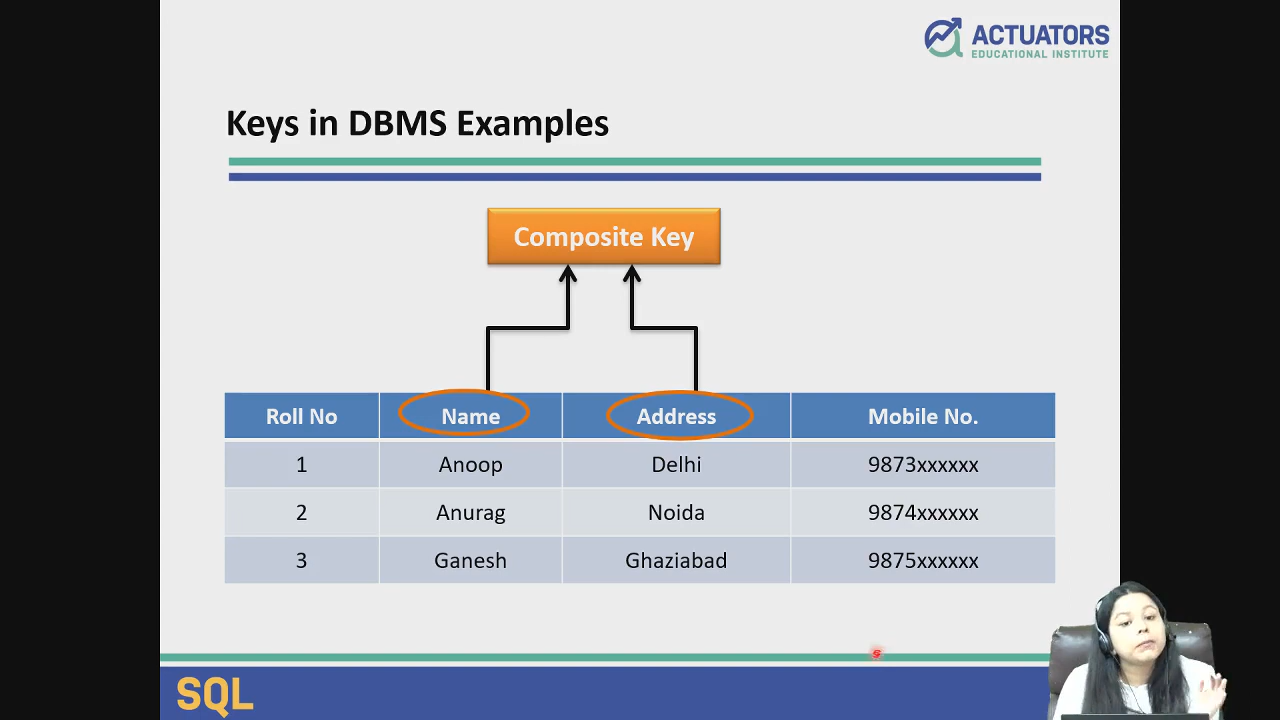 ACTUATORS
EDUCATIONAL INSTITUTE
Keys in DBMS Examples
Composite Key
Roll No Name Address Mobile No.
1 Anoop Delhi 9873xxxxxx
2 Anurag Noida 9874xxxxxx
3 Ganesh Ghaziabad 9875xxxxxx
SQL